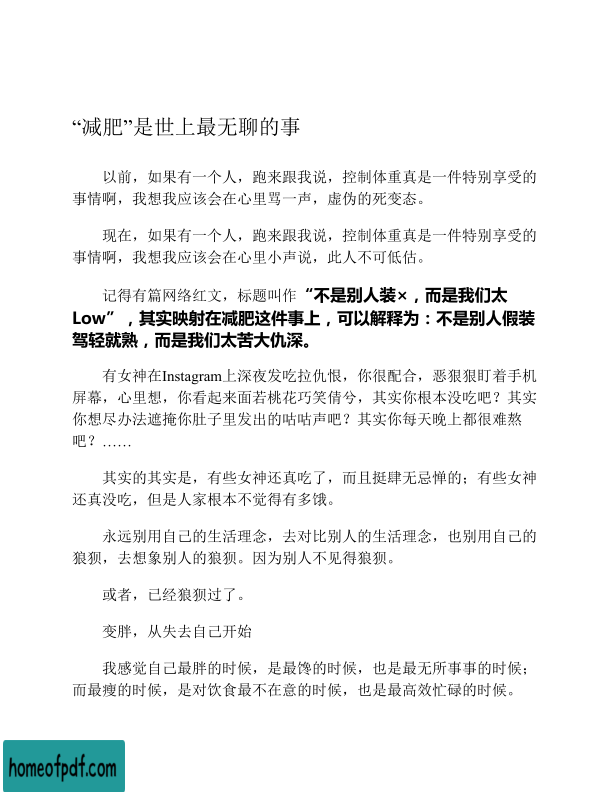 “减肥”是世上最无聊的事
以前，如果有一个人，跑来跟我说，控制体重真是一件特别享受的
事情啊，我想我应该会在心里骂一声，虚伪的死变态。
现在，如果有一个人，跑来跟我说，控制体重真是一件特别享受的
事情啊，我想我应该会在心里小声说，此人不可低估。
记得有篇网络红文，标题叫作“不是别人装×，而是我们太
Low”，其实映射在减肥这件事上，可以解释为：不是别人假装
驾轻就熟，而是我们太苦大仇深。
有女神在Instagram上深夜发吃拉仇恨，你很配合，恶狠狠盯着手机
屏幕，心里想，你看起来面若桃花巧笑倩兮，其实你根本没吃吧？其实
你想尽办法遮掩你肚子里发出的咕咕声吧？其实你每天晚上都很难熬
吧？……
其实的其实是，有些女神还真吃了，而且挺肆无忌惮的；有些女神
还真没吃，但是人家根本不觉得有多饿。
永远别用自己的生活理念，去对比别人的生活理念，也别用自己的
狼狈，去想象别人的狼狈。因为别人不见得狼狈。
或者，已经狼狈过了。
变胖，从失去自己开始
我感觉自己最胖的时候，是最馋的时候，也是最无所事事的时候；
而最瘦的时候，是对饮食最不在意的时候，也是最高效忙碌的时候。
homeofpdf.com